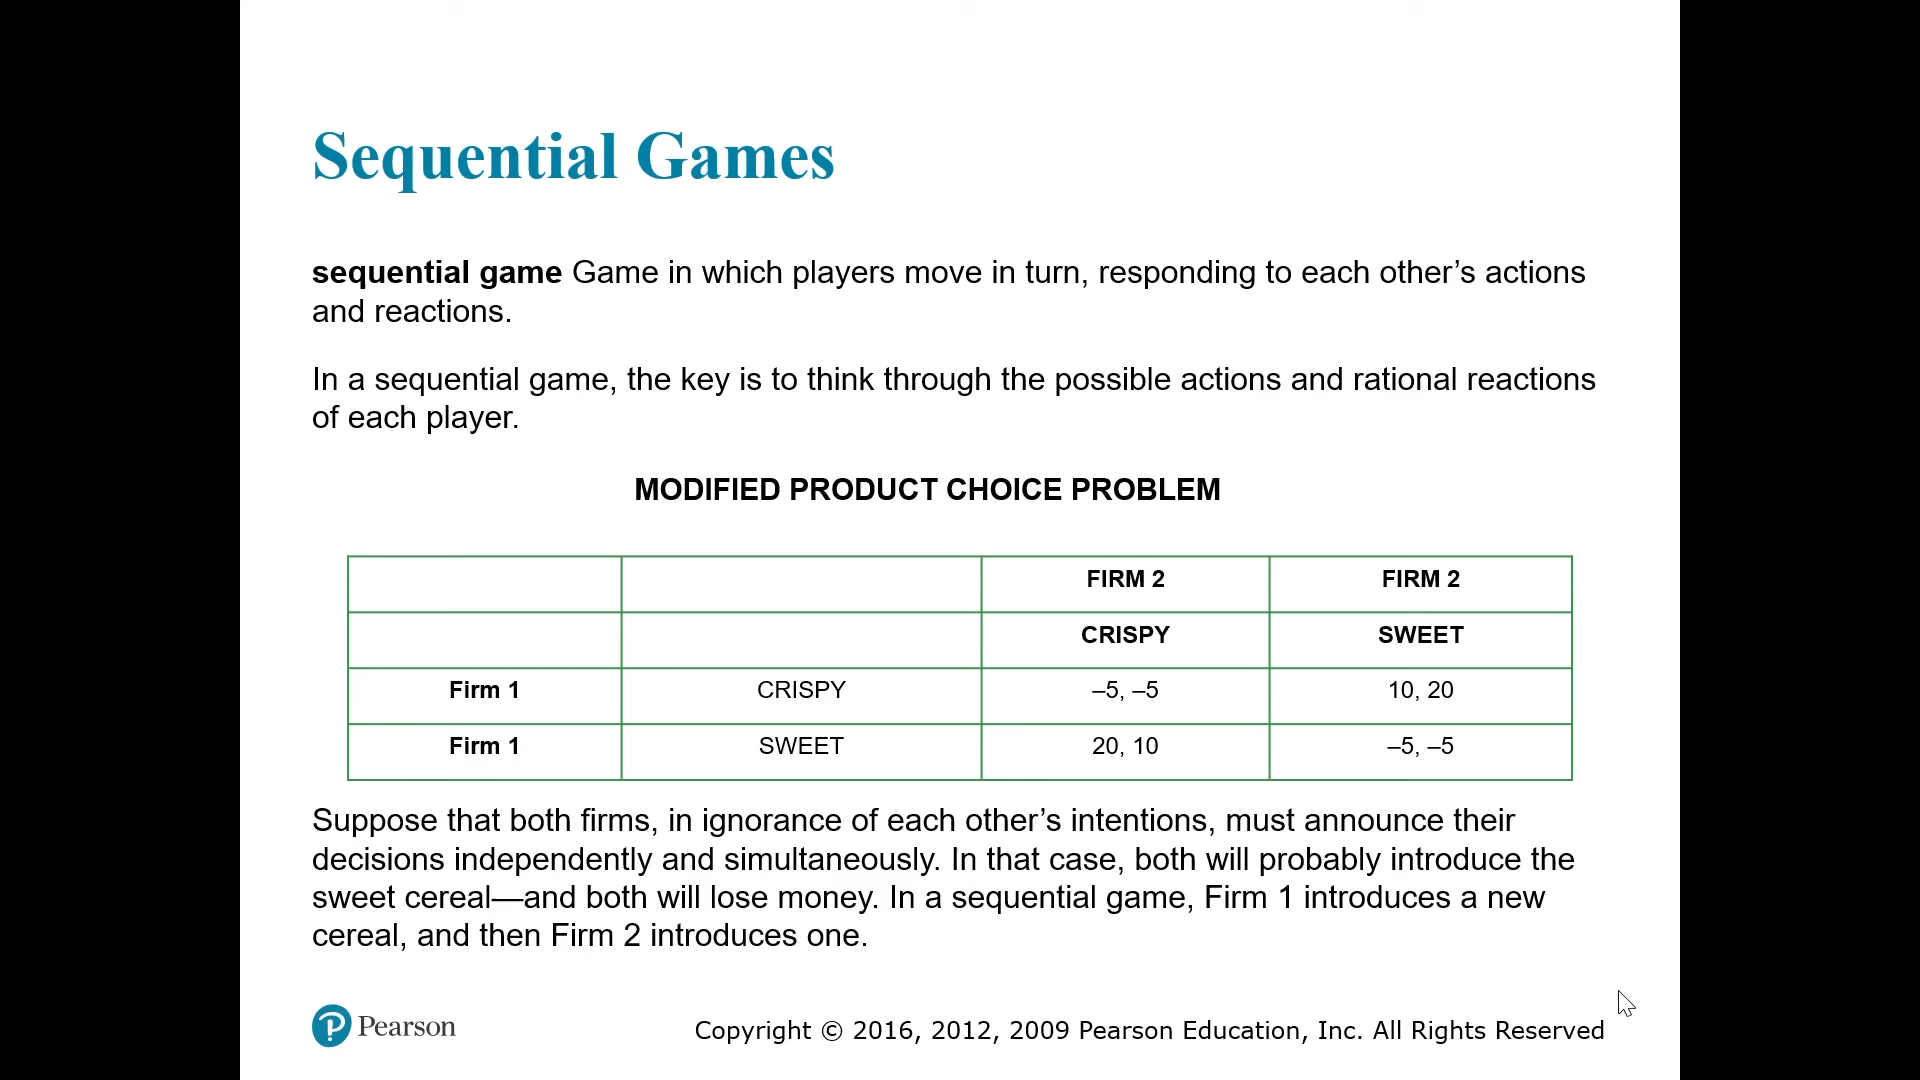 Sequential Games
sequential game Game in which players move in turn, responding to each other’s actions
and reactions.
In a sequential game, the key is to think through the possible actions and rational reactions
of each player.
MODIFIED PRODUCT CHOICE PROBLEM
FIRM 2 FIRM 2
CRISPY SWEET
Firm 1 CRISPY –5, –5 10, 20
Firm 1 SWEET 20, 10 –5, –5
Suppose that both firms, in ignorance of each other’s intentions, must announce their
decisions independently and simultaneously. In that case, both will probably introduce the
sweet cereal—and both will lose money. In a sequential game, Firm 1 introduces a new
cereal, and then Firm 2 introduces one.
Pearson Copyright © 2016, 2012, 2009 Pearson Education, Inc. All Rights Reserved